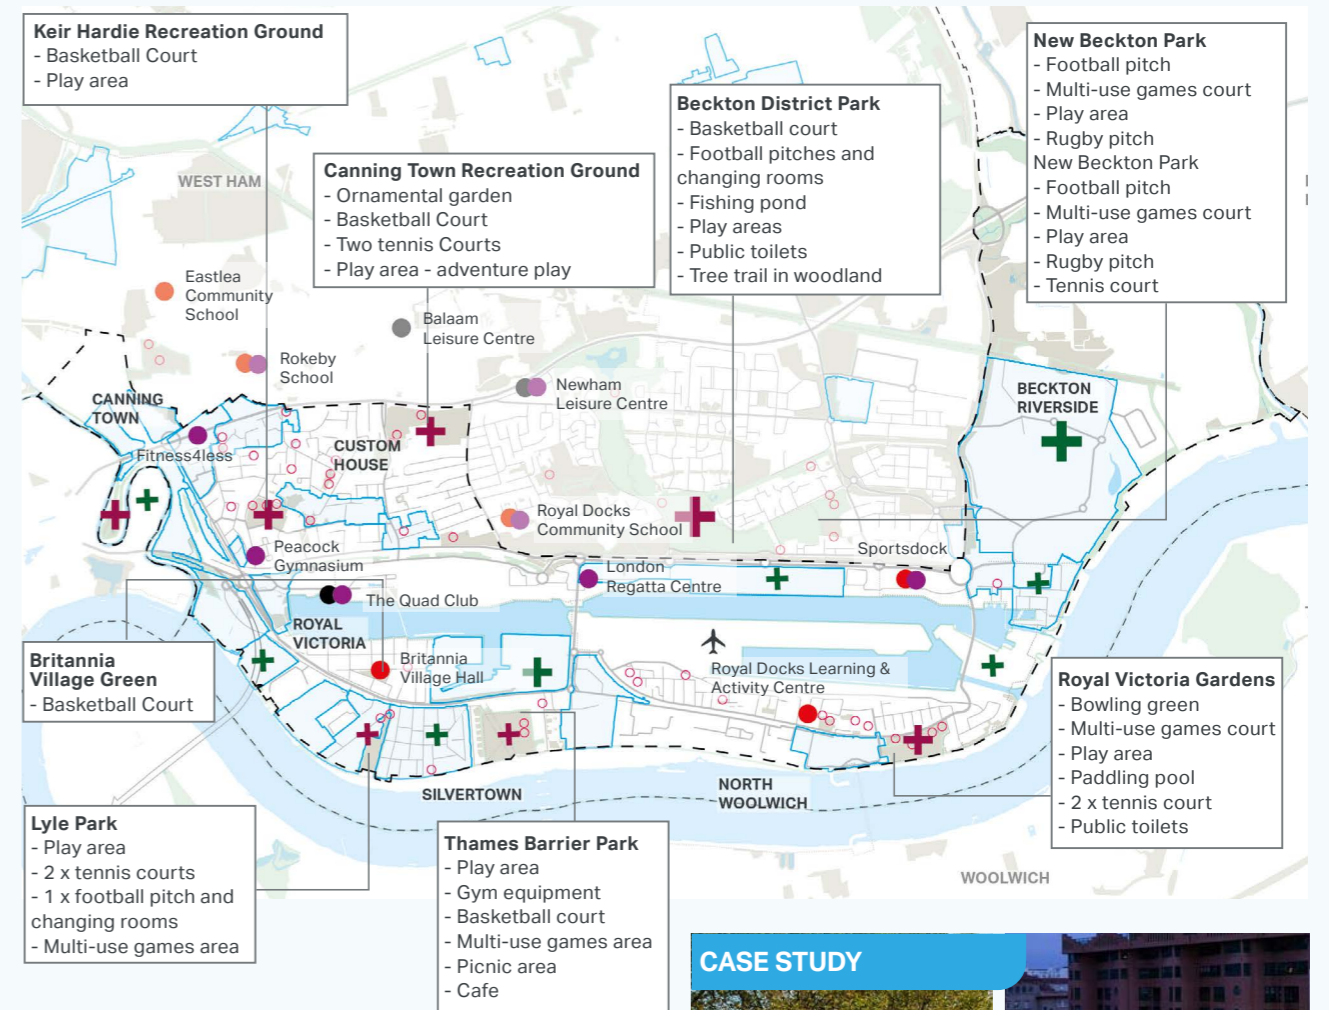 Keir Hardie Recreation Ground
- Basketball Court
- Play area
New Beckton Park
- Football pitch
- Multi-use games court
- Play area
- Rugby pitch
New Beckton Park
- Football pitch
- Multi-use games court
- Play area
- Rugby pitch
- Tennis court
Beckton District Park
- Basketball court
- Football pitches and
changing rooms
- Fishing pond
- Play areas
- Public toilets
- Tree trail in woodland
Canning Town Recreation Ground
- Ornamental garden
- Basketball Court
- Two tennis Courts
- Play area - adventure play
WEST HAM
Eastlea
Community
School
Balaam
Leisure Centre
Rokeby
School
Newham
Leisure Centre
CANNING
TOWN
BECKTON
RIVERSIDE
Fitness4less
CUSTOM
HOUSE
Royal Docks
Community School
Peacock
Gymnasium
Sportsdock
London
Regatta Centre
The Quad Club
ROYAL
VICTORIA
Britannia
Village Hall
Royal Docks Learning &
Activity Centre
Britannia
Village Green
- Basketball Court
Royal Victoria Gardens
- Bowling green
- Multi-use games court
- Play area
- Paddling pool
- 2 x tennis court
- Public toilets
SILVERTOWN
NORTH
WOOLWICH
WOOLWICH
Lyle Park
- Play area
- 2 x tennis courts
- 1 x football pitch and
changing rooms
- Multi-use games area
Thames Barrier Park
- Play area
- Gym equipment
- Basketball court
- Multi-use games area
- Picnic area
- Cafe
CASE STUDY